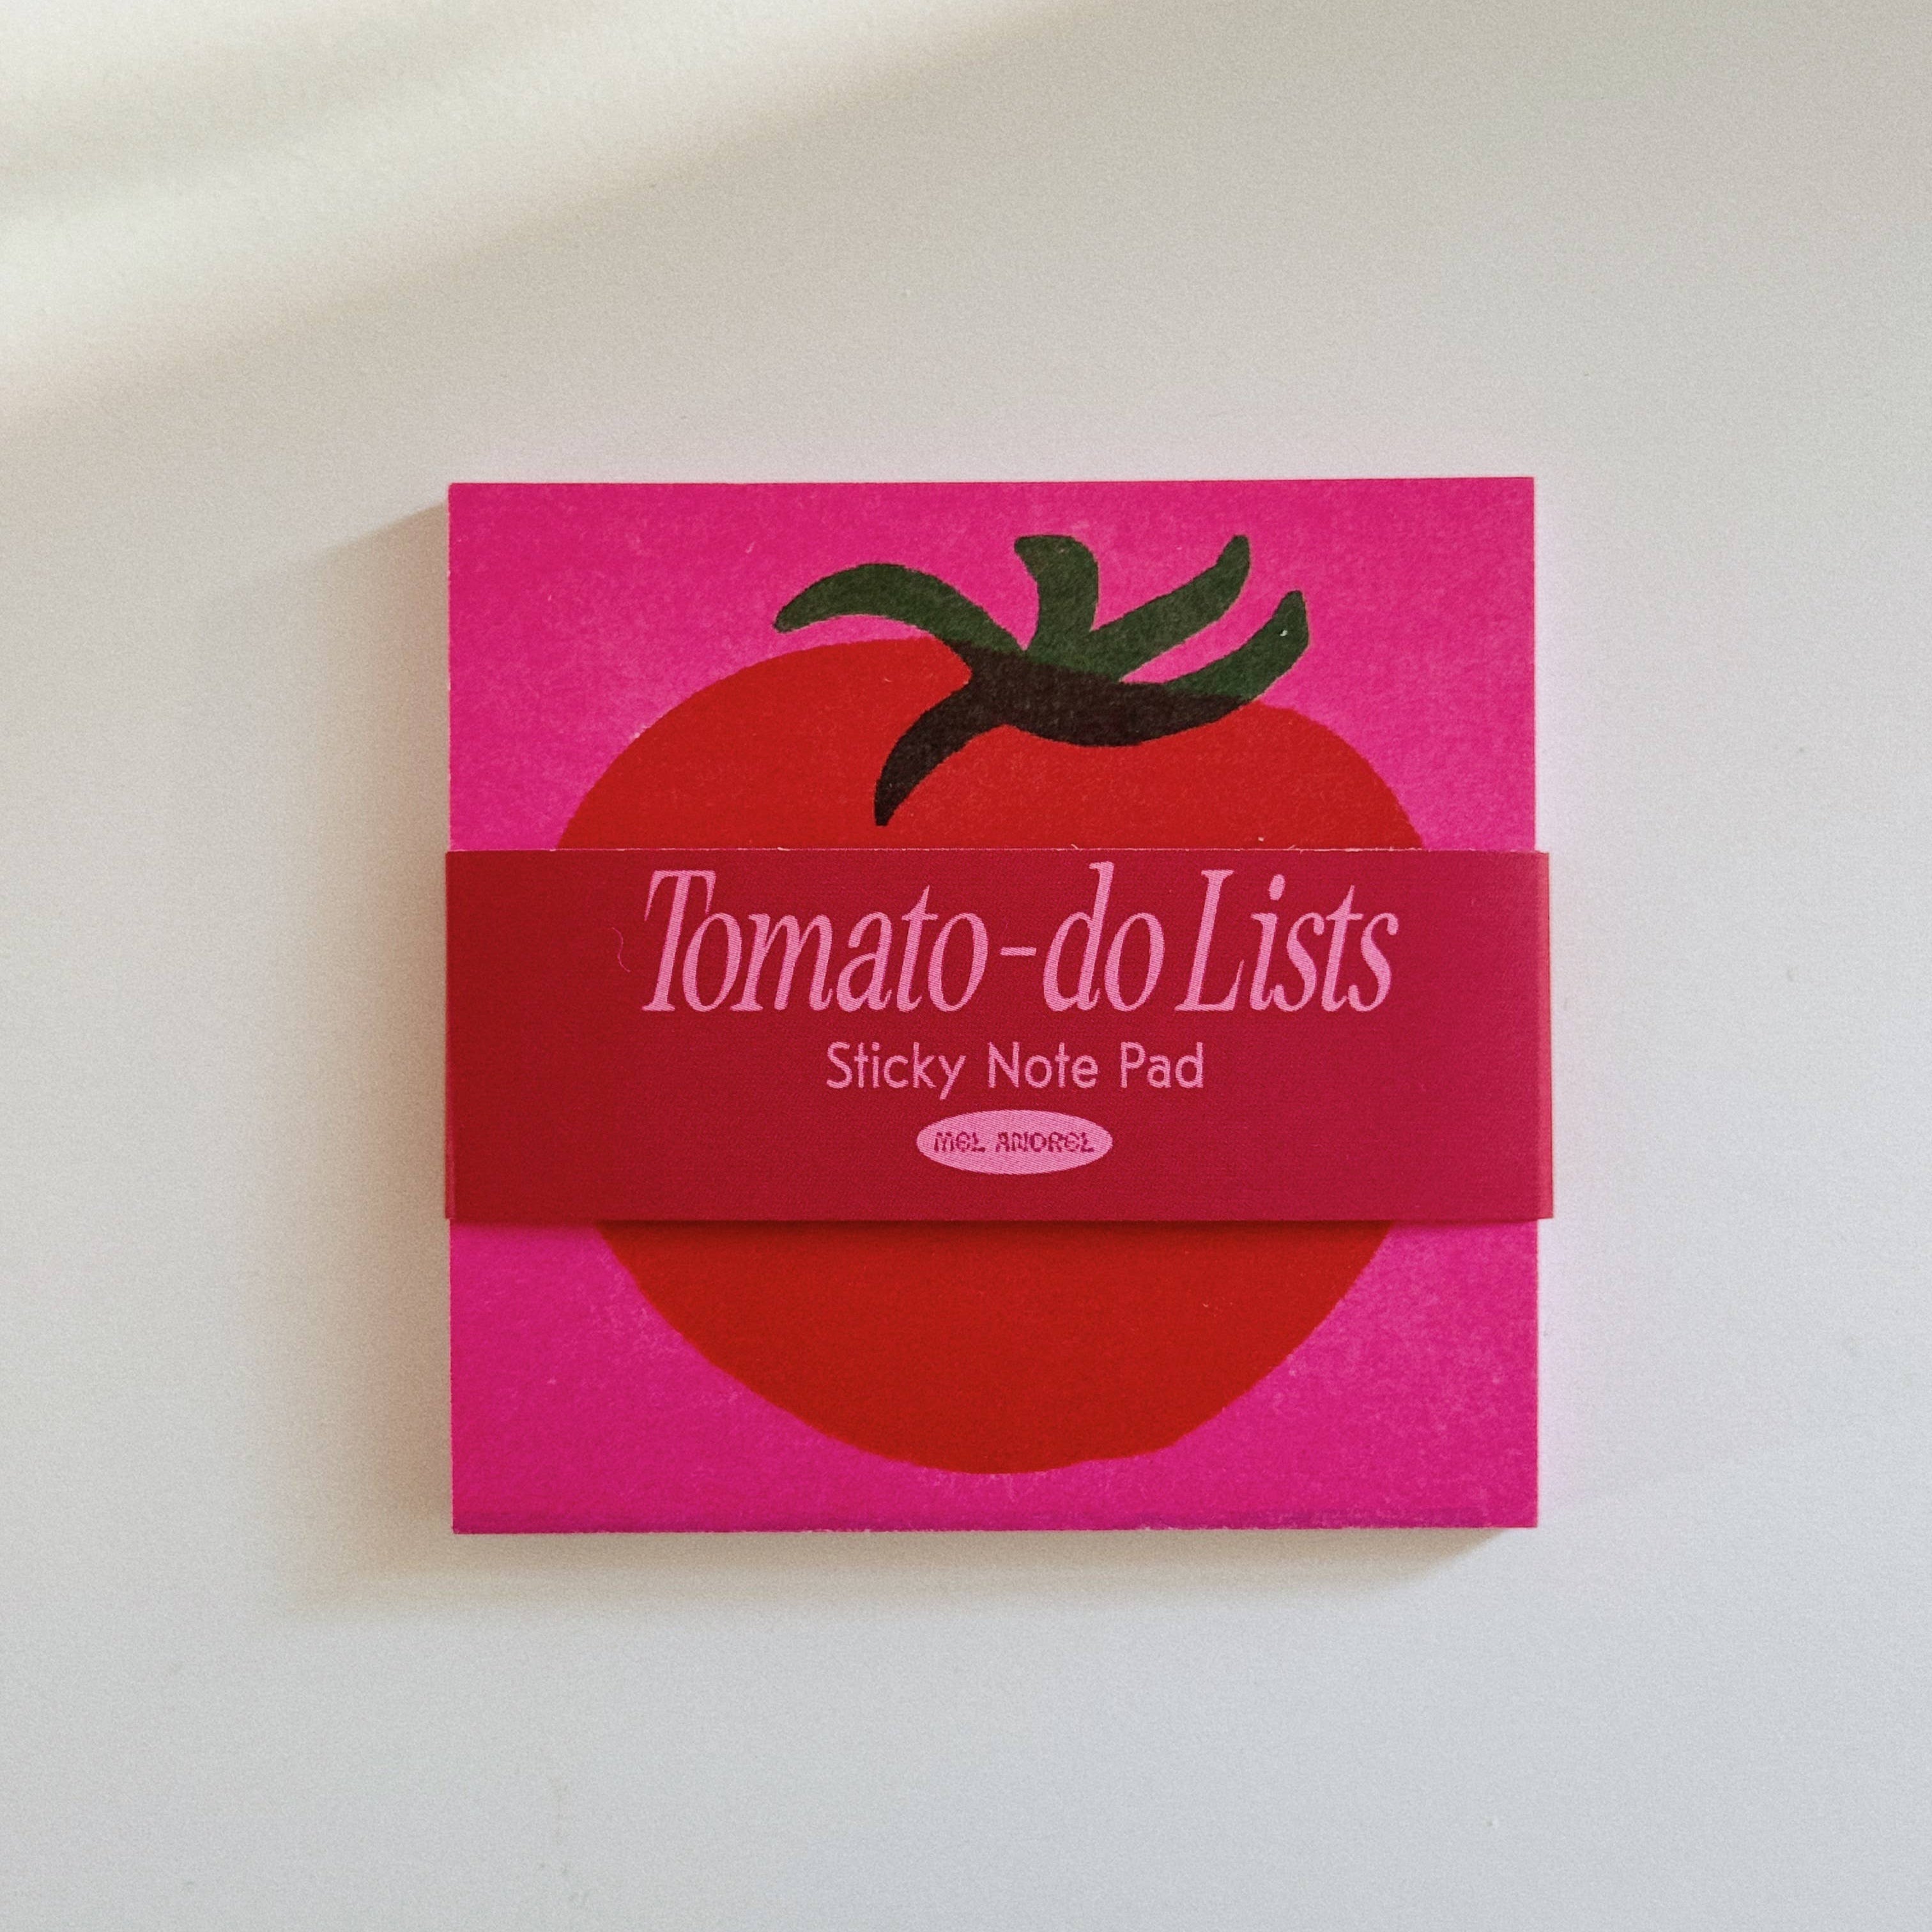 Tomato-do Lists
Sticky Note Pad
MEL ANDREL